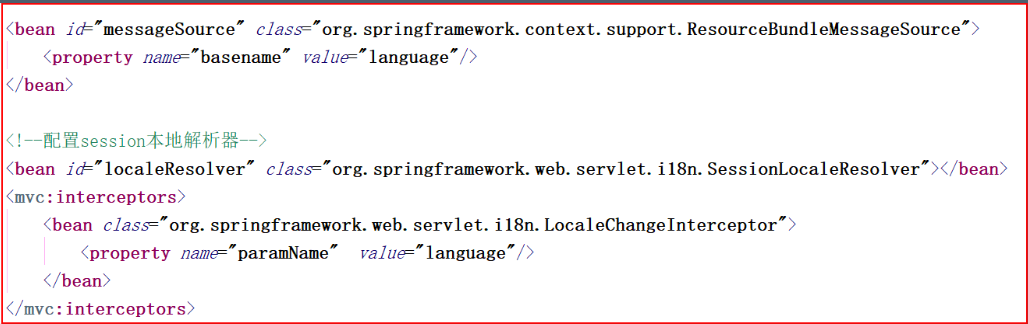 <bean id="messageSource" class="org.springframework.context.support.ResourceBundleMessageSource">
<property name="basename" value="language"/>
</bean>
<!--配置session本地解析器-->
<bean id="localeResolver" class="org.springframework.web.servlet.i18n.SessionLocaleResolver"></bean>
<mvc:interceptors>
<bean class="org.springframework.web.servlet.i18n.LocaleChangeInterceptor">
<property name="paramName" value="language"/>
</bean>
</mvc:interceptors>